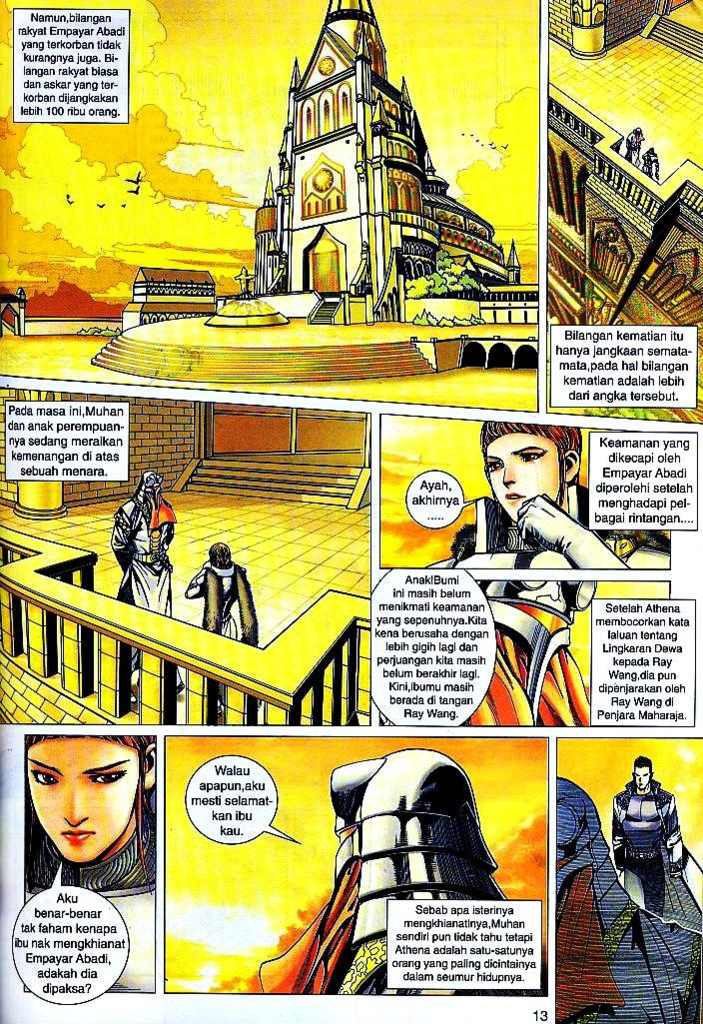 Namun,bilangan
rakyat Empayar Abadi
yang terkorban tidak
kurangnya juga. Bi-
langan rakyat biasa
dan askar yang ter-
korban dijangkakan
lebih 100 ribu orang.
Bilangan kematian itu
hanya jangkaan semata-
mata,pada hal bilangan
kematian adalah lebih
dari angka tersebut.
Pada masa ini,Muhan
dan anak perempuan-
nya sedang meraikan
kemenangan di atas
sebuah menara.
Ayah,
akhirnya
.....
Keamanan yang
dikecapi oleh
Empayar Abadi
diperolehi setelah
menghadapi pel-
bagai rintangan....
Anak!Bumi
ini masih belum
menikmati keamanan
yang sepenuhnya.Kita
kena berusaha dengan
lebih gigih lagi dan
perjuangan kita masih
belum berakhir lagi.
Kini,ibumu masih
berada di tangan
Ray Wang.
Setelah Athena
membocorkan kata
laluan tentang
Lingkaran Dewa
kepada Ray
Wang,dia pun
dipenjarakan oleh
Ray Wang di
Penjara Maharaja.
Aku
benar-benar
tak faham kenapa
ibu nak mengkhianat
Empayar Abadi,
adakah dia
dipaksa?
Walau
apapun,aku
mesti selamat-
kan ibu
kau.
Sebab apa isterinya
mengkhianatinya,Muhan
sendiri pun tidak tahu tetapi
Athena adalah satu-satunya
orang yang paling dicintainya
dalam seumur hidupnya.
13